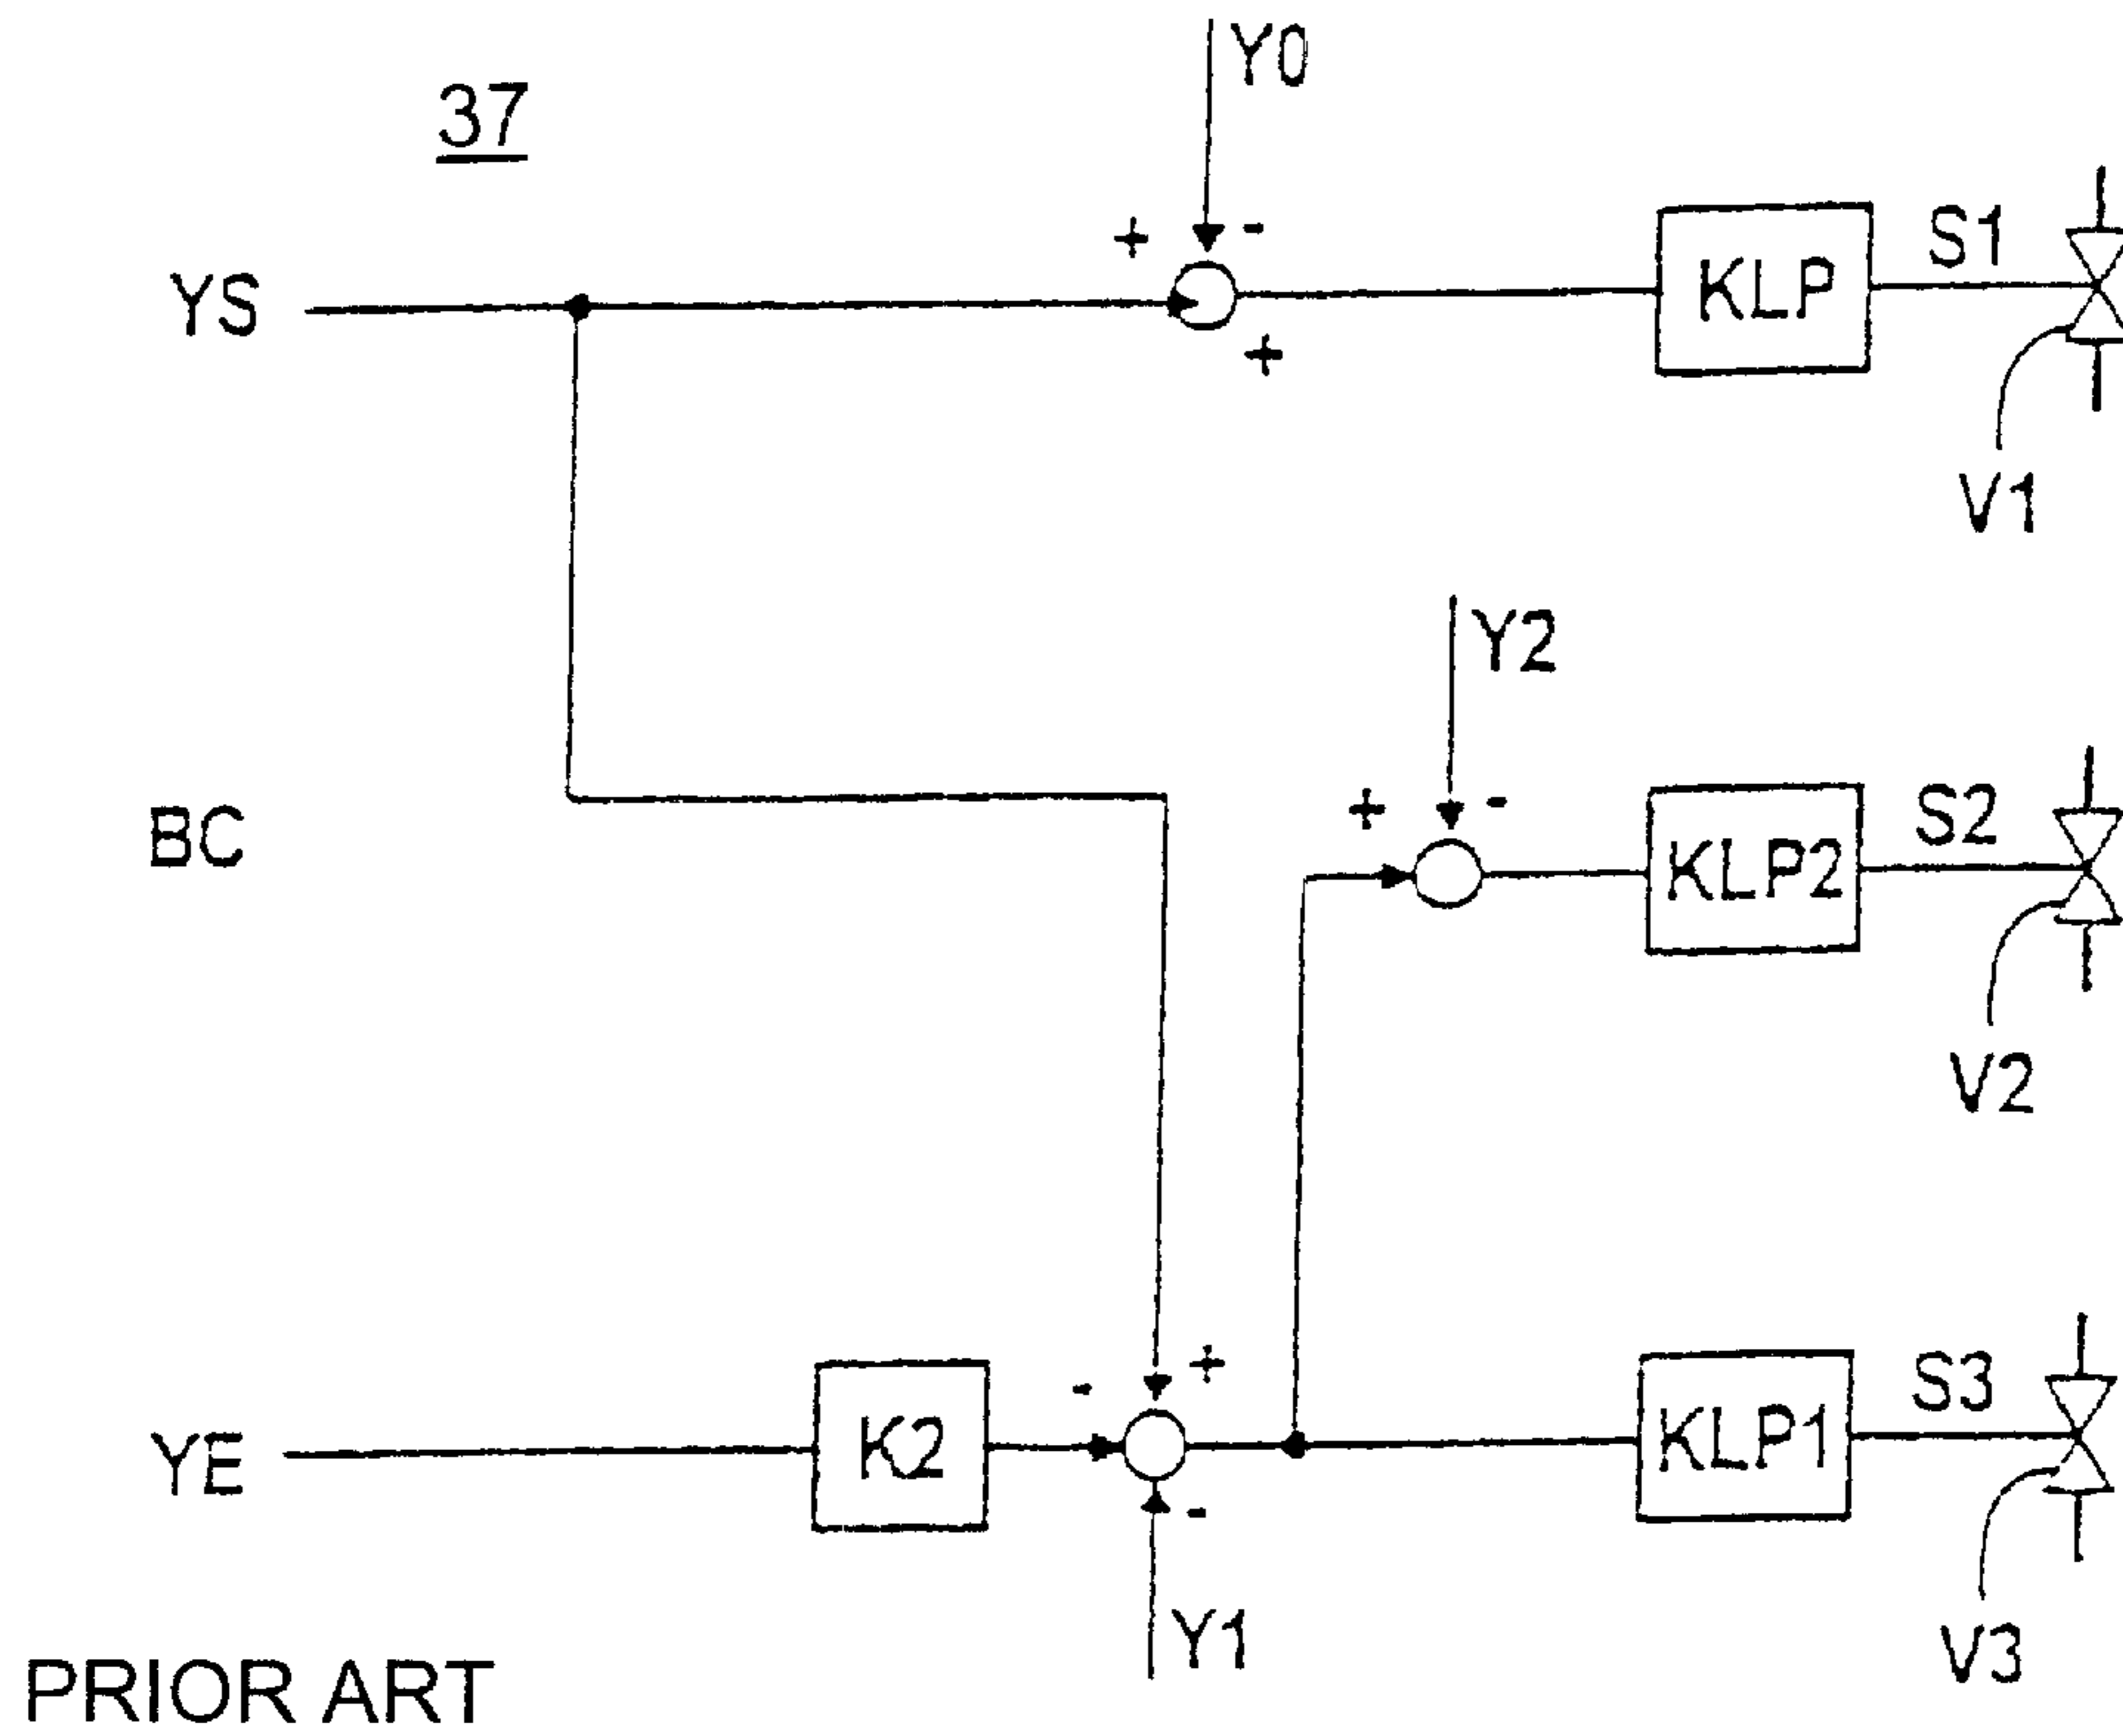 37
Y0
+ -
YS
+
KLP
S1
V1
Y2
BC
+ -
KLP2
S2
V2
- +
YE
K2
-
KLP1
S3
Y1
V3
PRIOR ART